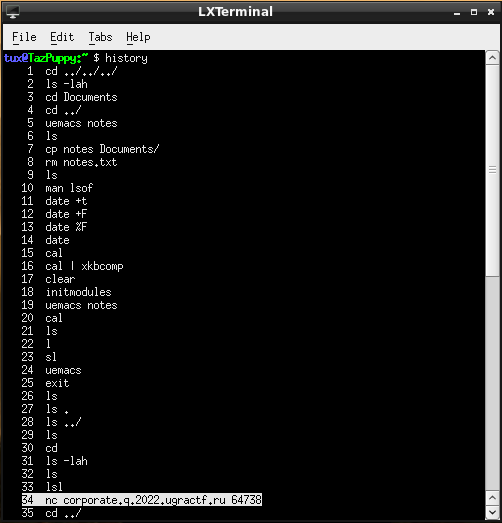 LXTerminal
File Edit Tabs Help
tux@TazPuppy:~ $ history
1 cd ../../../
2 ls -lah
3 cd Documents
4 cd ../
5 uemacs notes
6 ls
7 cp notes Documents/
8 rm notes.txt
9 ls
10 man lsof
11 date +t
12 date +F
13 date %F
14 date
15 cal
16 cal | xkbcomp
17 clear
18 initmodules
19 uemacs notes
20 cal
21 ls
22 l
23 sl
24 uemacs
25 exit
26 ls
27 ls .
28 ls ../
29 ls
30 cd
31 ls -lah
32 ls
33 lsl
34 nc corporate.q.2022.ugractf.ru 64738
35 cd ../